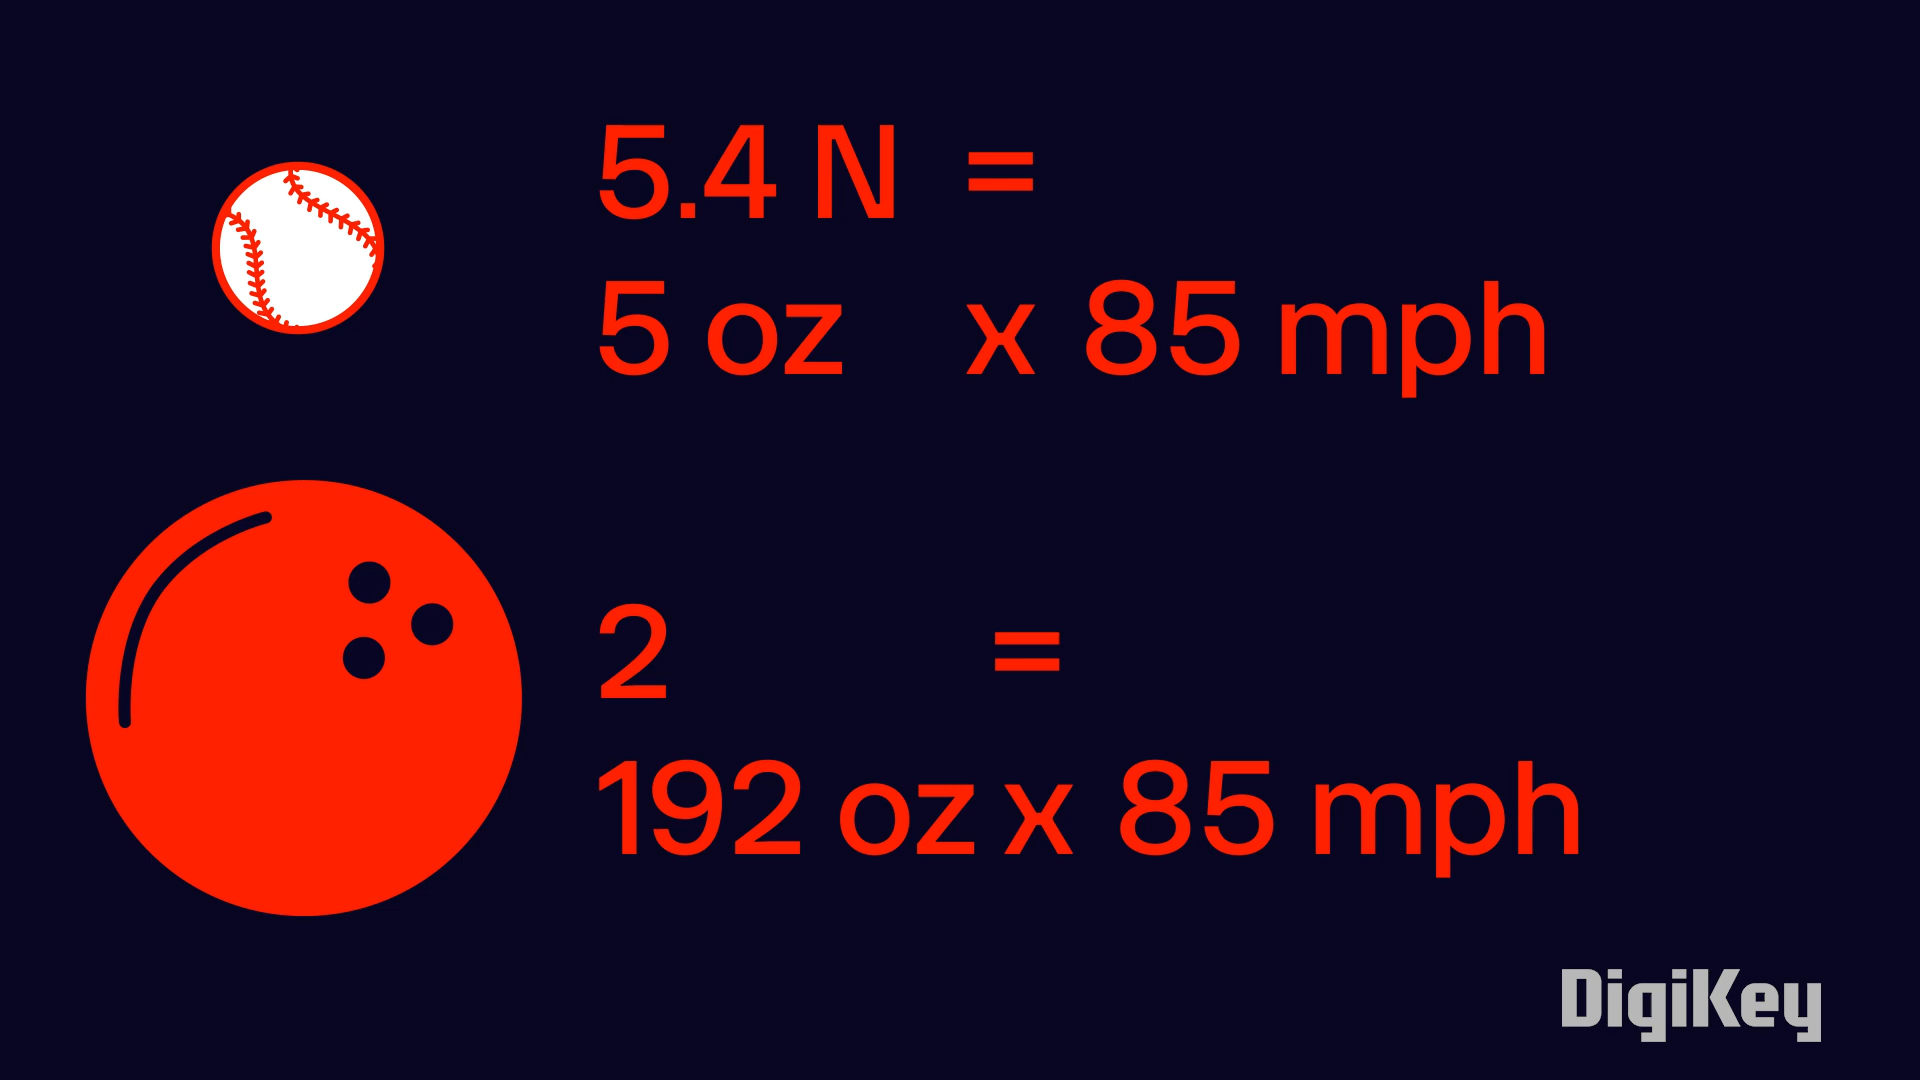 5.4 N =
5 oz x 85 mph
2 =
192 oz x 85 mph
DigiKey